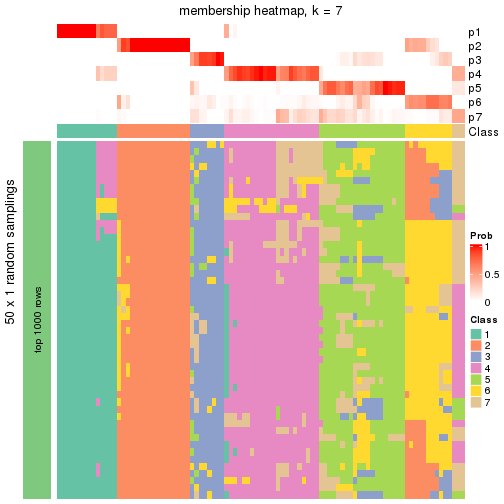 membership heatmap, k = 7
p1
p2
p3
p4
p5
p6
p7
Class
50 x 1 random samplings
top 1000 rows
Prob
1
0.5
0
Class
1
2
3
4
5
6
7